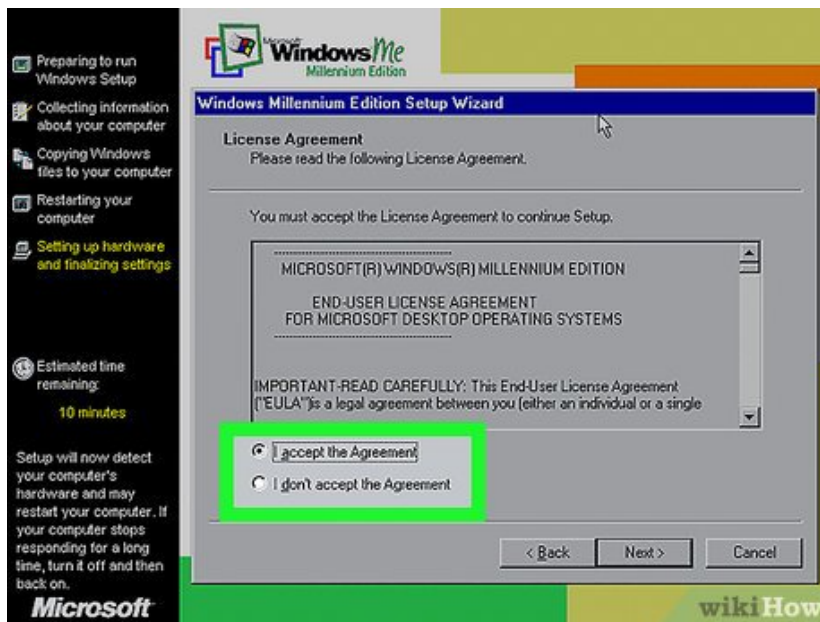 Preparing to run
Windows Setup
Collecting information
about your computer
Copying Windows
files to your computer
Restarting your
computer
Setting up hardware
and finalizing settings
Estimated time
remaining:
10 minutes
Setup will now detect
your computer's
hardware and may
restart your computer. If
your computer stops
responding for a long
time, turn it off and then
back on.
Microsoft
Microsoft
Windows Me
Millennium Edition
Windows Millennium Edition Setup Wizard
License Agreement
Please read the following License Agreement.
You must accept the License Agreement to continue Setup.
MICROSOFT(R) WINDOWS(R) MILLENNIUM EDITION
END-USER LICENSE AGREEMENT
FOR MICROSOFT DESKTOP OPERATING SYSTEMS
IMPORTANT-READ CAREFULLY: This End-User License Agreement
("EULA")is a legal agreement between you (either an individual or a single
I accept the Agreement
I don't accept the Agreement
< Back Next > Cancel
wikiHow